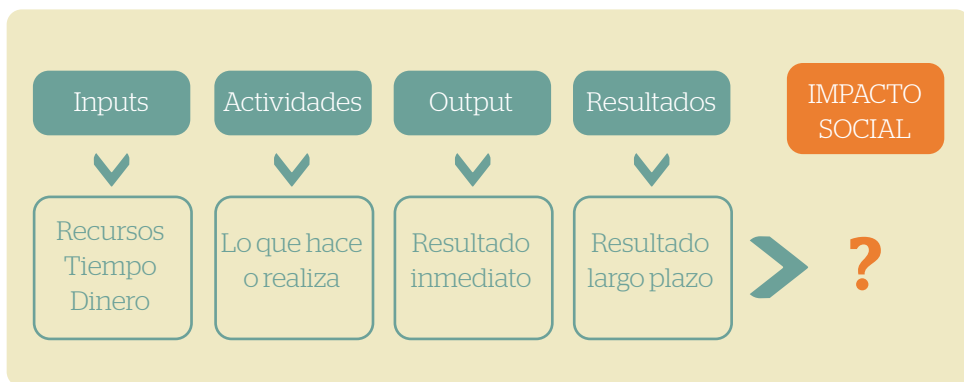 Inputs
Actividades
Output
Resultados
IMPACTO
SOCIAL
Recursos
Tiempo
Dinero
Lo que hace
o realiza
Resultado
inmediato
Resultado
largo plazo
?